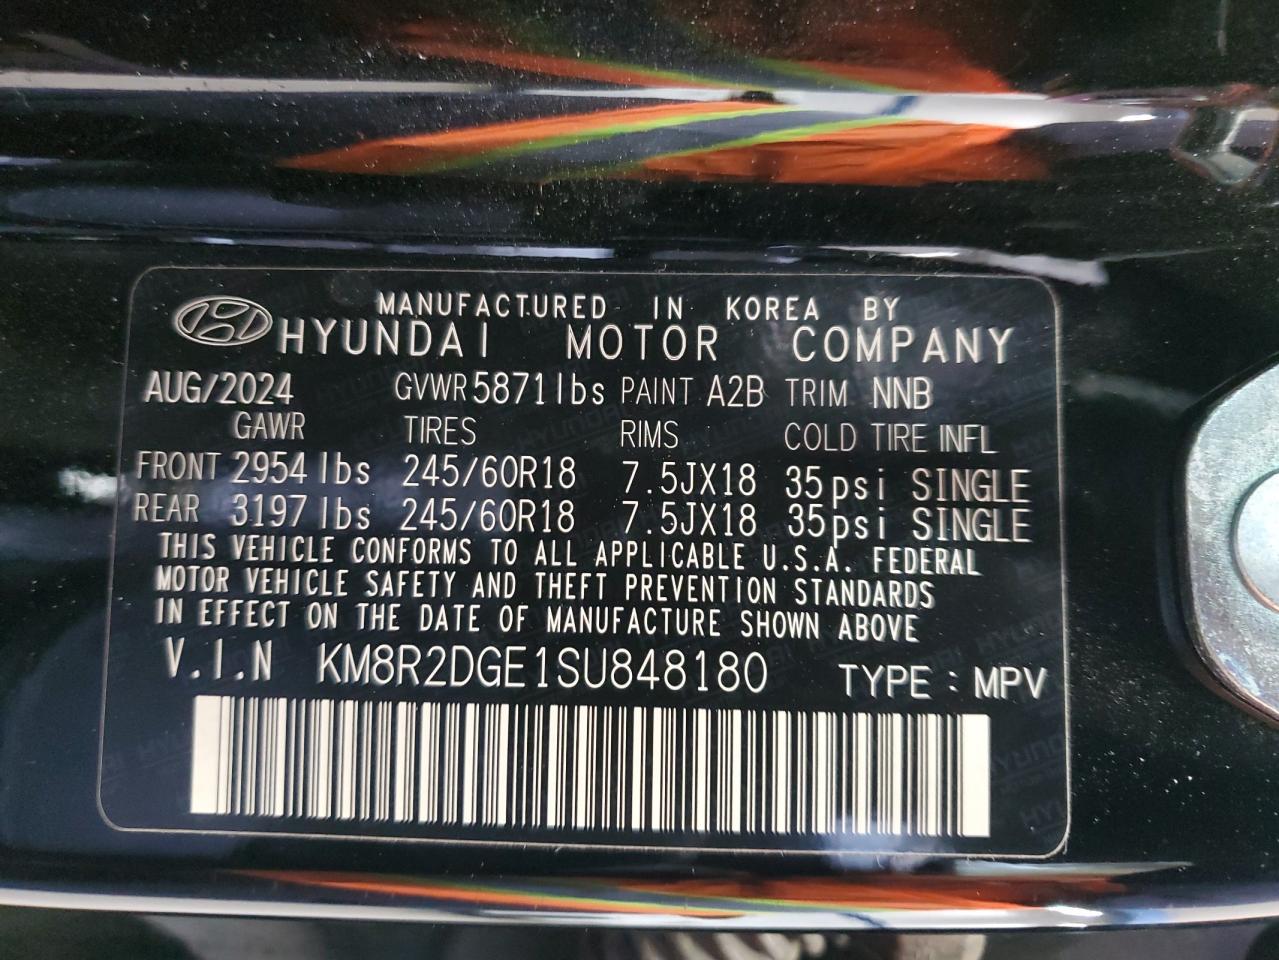 MANUFACTURED IN KOREA BY
HYUNDAI MOTOR COMPANY
AUG/2024 GVWR 5871 lbs PAINT A2B TRIM NNB
GAWR TIRES RIMS COLD TIRE INFL
FRONT 2954 lbs 245/60R18 7.5JX18 35psi SINGLE
REAR 3197 lbs 245/60R18 7.5JX18 35psi SINGLE
THIS VEHICLE CONFORMS TO ALL APPLICABLE U.S.A. FEDERAL
MOTOR VEHICLE SAFETY AND THEFT PREVENTION STANDARDS
IN EFFECT ON THE DATE OF MANUFACTURE SHOWN ABOVE
V.I.N KM8R2DGE1SU848180 TYPE : MPV